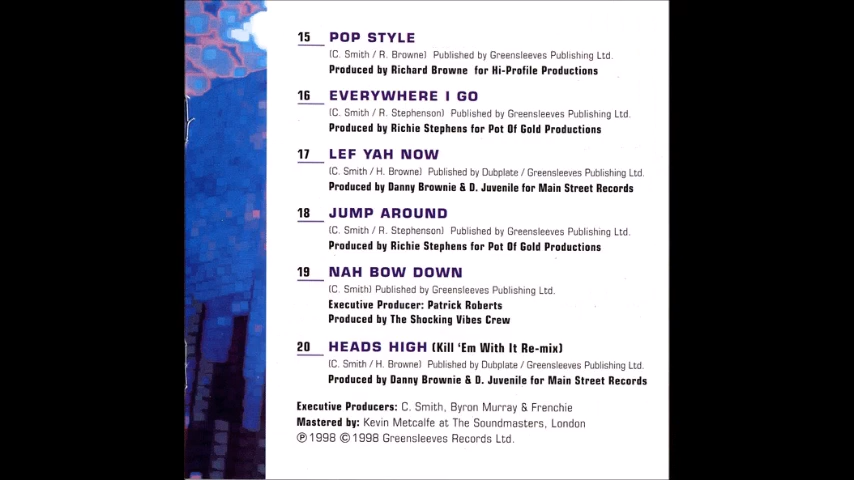 15 POP STYLE
(C. Smith / R. Browne) Published by Greensleeves Publishing Ltd.
Produced by Richard Browne for Hi-Profile Productions
16 EVERYWHERE I GO
(C. Smith / R. Stephenson) Published by Greensleeves Publishing Ltd.
Produced by Richie Stephens for Pot Of Gold Productions
17 LEF YAH NOW
(C. Smith / H. Browne) Published by Dubplate / Greensleeves Publishing Ltd.
Produced by Danny Brownie & D. Juvenile for Main Street Records
18 JUMP AROUND
(C. Smith / R. Stephenson) Published by Greensleeves Publishing Ltd.
Produced by Richie Stephens for Pot Of Gold Productions
19 NAH BOW DOWN
(C. Smith) Published by Greensleeves Publishing Ltd.
Executive Producer: Patrick Roberts
Produced by The Shocking Vibes Crew
20 HEADS HIGH (Kill 'Em With It Re-mix)
(C. Smith / H. Browne) Published by Dubplate / Greensleeves Publishing Ltd.
Produced by Danny Brownie & D. Juvenile for Main Street Records
Executive Producers: C. Smith, Byron Murray & Frenchie
Mastered by: Kevin Metcalfe at The Soundmasters, London
℗ 1998 © 1998 Greensleeves Records Ltd.